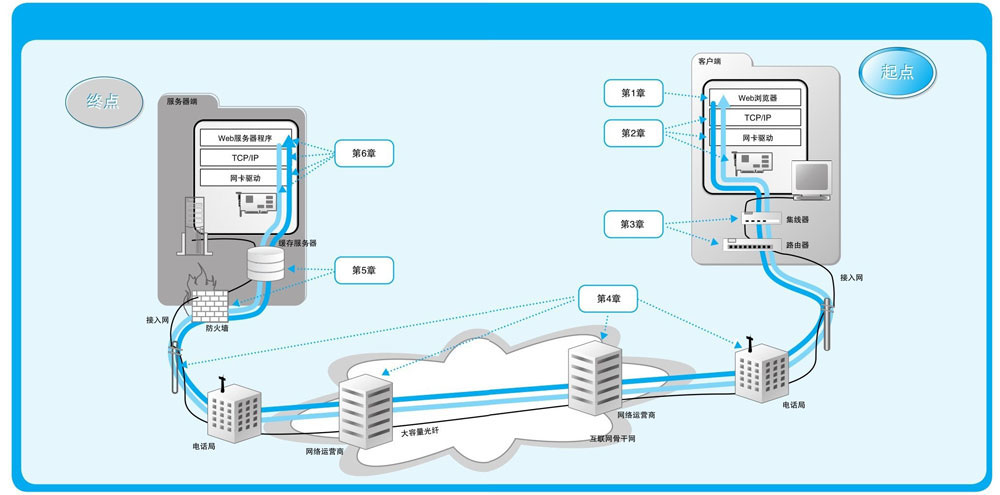 起点
客户端
终点
服务器端
第1章
Web浏览器
TCP/IP
第2章
网卡驱动
Web服务器程序
第6章
TCP/IP
网卡驱动
第3章
集线器
路由器
缓存服务器
第5章
接入网
第4章
接入网
防火墙
电话局
网络运营商
大容量光纤
互联网骨干网
电话局
网络运营商